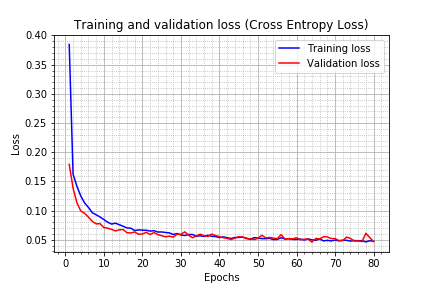 Training and validation loss (Cross Entropy Loss)
Training loss
Validation loss
Loss
0.40
0.35
0.30
0.25
0.20
0.15
0.10
0.05
0 10 20 30 40 50 60 70 80
Epochs